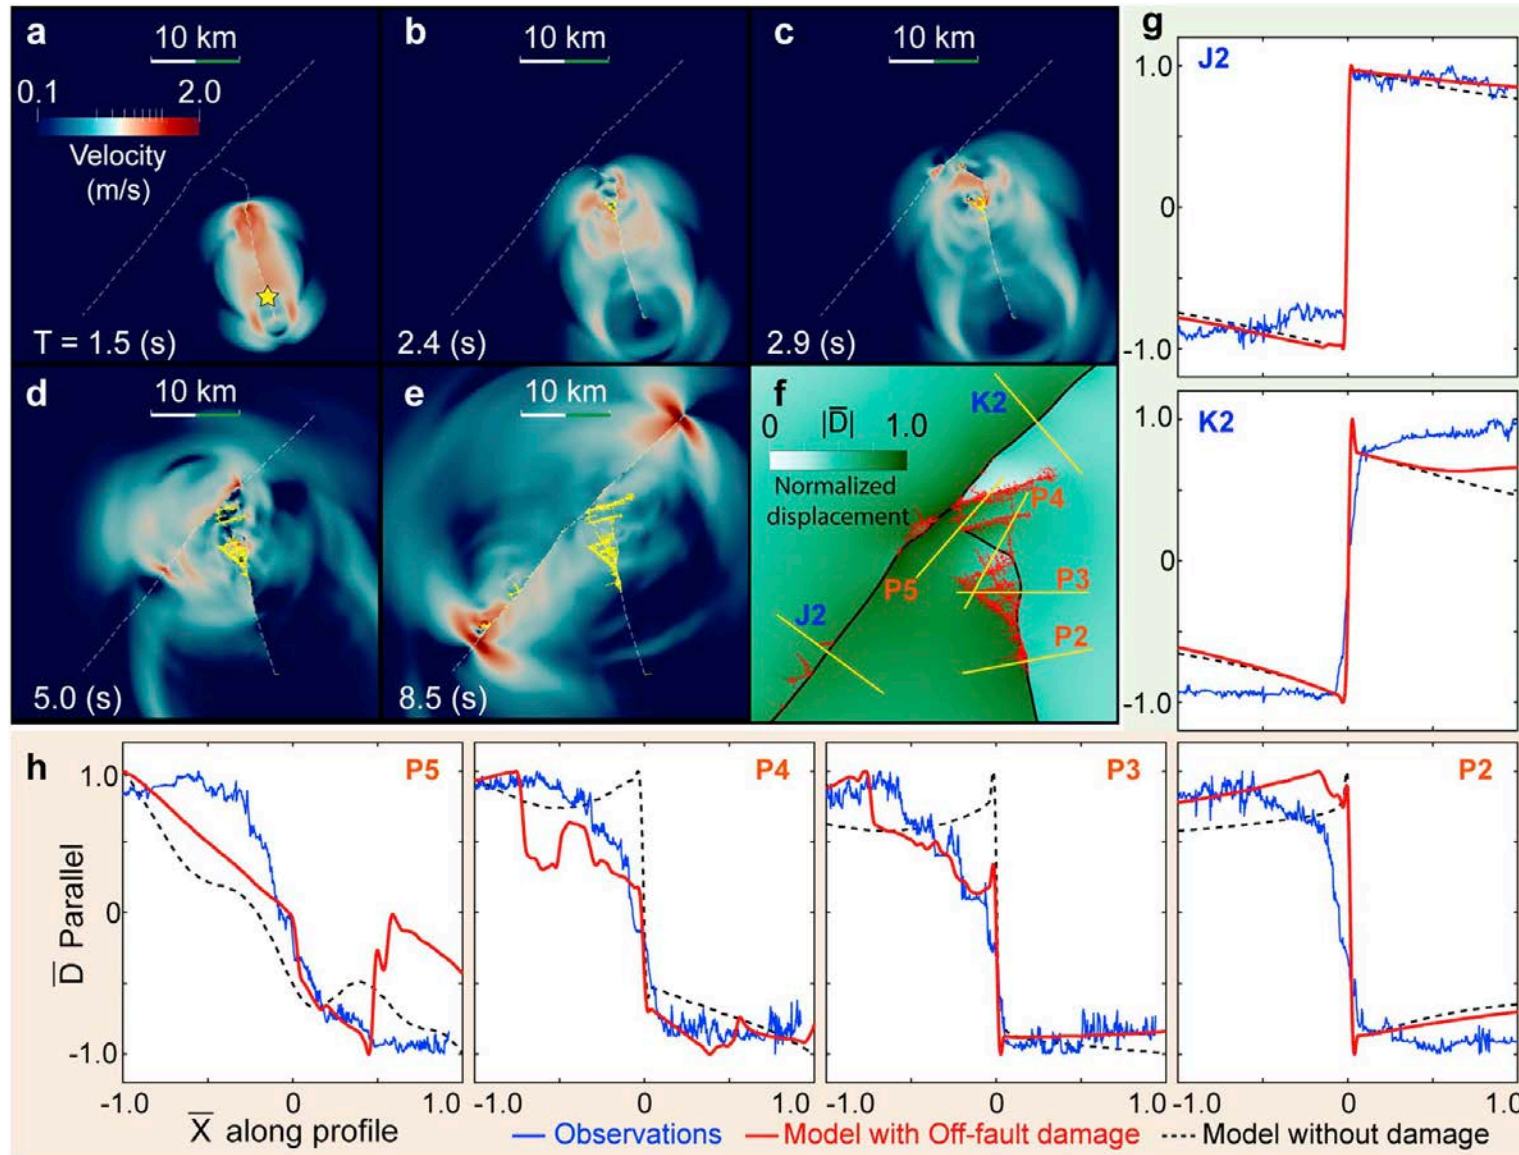 a
10 km
0.1 2.0
Velocity
(m/s)
T = 1.5 (s)
b
10 km
2.4 (s)
c
10 km
2.9 (s)
d
10 km
5.0 (s)
e
10 km
8.5 (s)
f
K2
0 |D̅| 1.0
Normalized
displacement
P4
P5
P3
J2
P2
g
J2
1.0
0
-1.0
K2
1.0
0
-1.0
h
P5
P4
P3
P2
1.0
0
-1.0
D̅ Parallel
-1.0 0 1.0 -1.0 0 1.0 -1.0 0 1.0 -1.0 0 1.0
X̅ along profile
Observations Model with Off-fault damage Model without damage